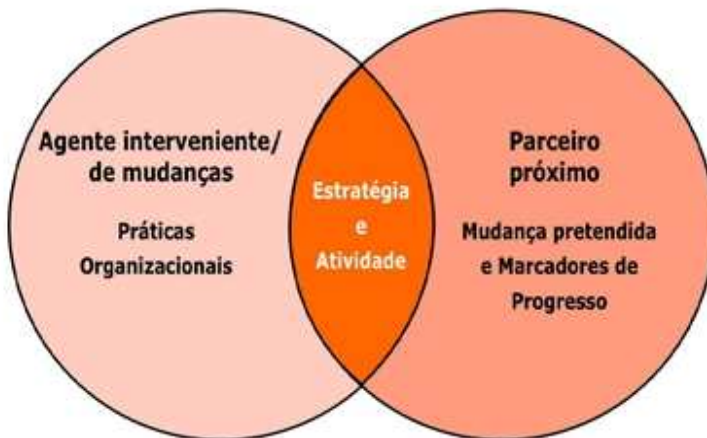 Agente interveniente/
de mudanças
Práticas
Organizacionais
Estratégia
e
Atividade
Parceiro
próximo
Mudança pretendida
e Marcadores de
Progresso